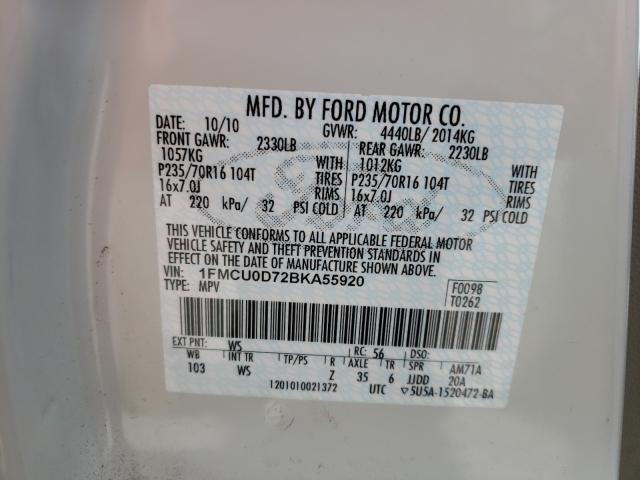 MFD. BY FORD MOTOR CO.
DATE: 10/10 GVWR: 4440LB/ 2014KG
FRONT GAWR: 2330LB REAR GAWR: 2230LB
1057KG WITH 1012KG WITH
P235/70R16 104T TIRES P235/70R16 104T TIRES
16x7.0J RIMS 16x7.0J RIMS
AT 220 kPa/ 32 PSI COLD AT 220 kPa/ 32 PSI COLD
THIS VEHICLE CONFORMS TO ALL APPLICABLE FEDERAL MOTOR
VEHICLE SAFETY AND THEFT PREVENTION STANDARDS IN
EFFECT ON THE DATE OF MANUFACTURE SHOWN ABOVE.
VIN: 1FMCU0D72BKA55920 F0098
TYPE: MPV T0262
EXT PNT: WS RC: 56 DSO:
WB INT TR TP/PS R AXLE TR SPR AM71A
103 WS Z 35 6 JJDD 20A
1201010021372 UTC ▽5U5A-1520472-BA